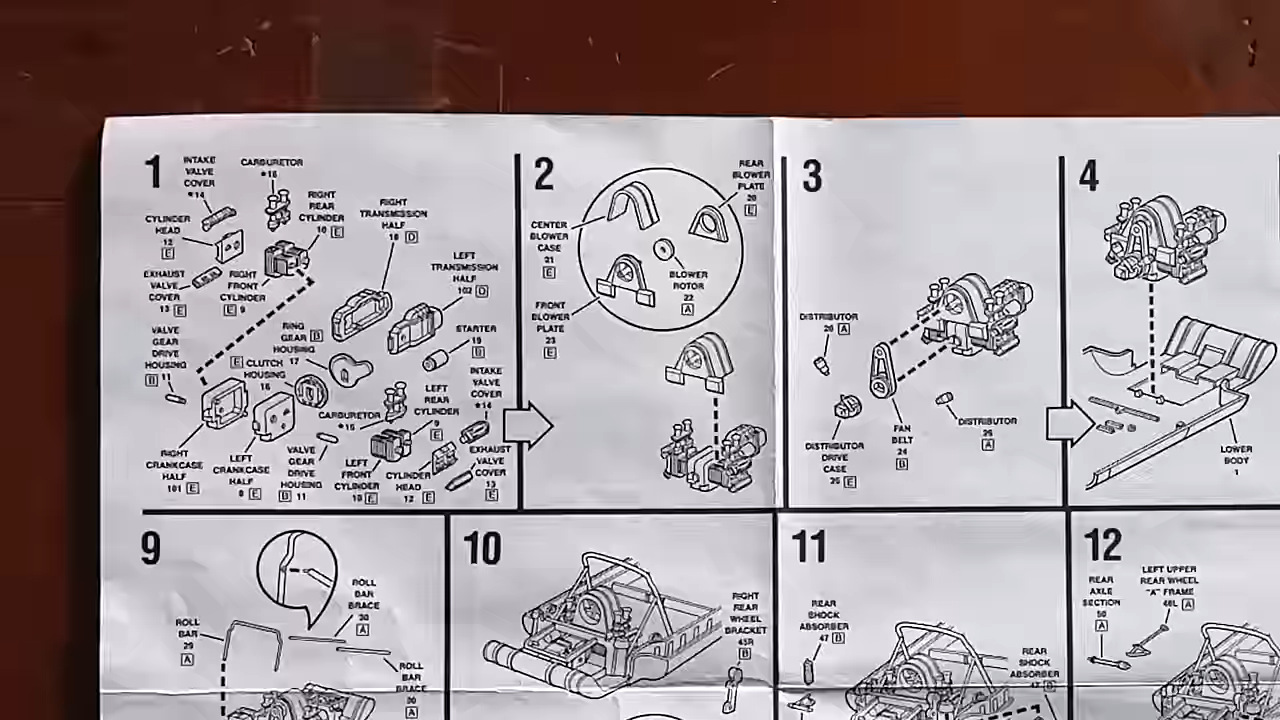 1
INTAKE
VALVE
COVER
*14
CARBURETOR
*15
RIGHT
REAR
CYLINDER
10 E
CYLINDER
HEAD
12
E
RIGHT
TRANSMISSION
HALF
18 D
LEFT
TRANSMISSION
HALF
102 D
EXHAUST
VALVE
COVER
13 E
RIGHT
FRONT
CYLINDER
E 9
VALVE
GEAR
DRIVE
HOUSING
B 11
RING
GEAR B
HOUSING
17
E CLUTCH
HOUSING
16
STARTER
19
B
INTAKE
VALVE
COVER
*14
CARBURETOR
*15
LEFT
REAR
CYLINDER
9
E
RIGHT
CRANKCASE
HALF
101 E
LEFT
CRANKCASE
HALF
8 E
VALVE
GEAR
DRIVE
HOUSING
B 11
LEFT
FRONT
CYLINDER
10 E
CYLINDER
HEAD
12 E
EXHAUST
VALVE
COVER
13
E
2
REAR
BLOWER
PLATE
20
E
CENTER
BLOWER
CASE
21
E
BLOWER
ROTOR
22
A
FRONT
BLOWER
PLATE
23
E
3
DISTRIBUTOR
26 A
DISTRIBUTOR
DRIVE
CASE
25 E
FAN
BELT
24
B
DISTRIBUTOR
26
A
4
LOWER
BODY
1
9
ROLL
BAR
BRACE
30
A
ROLL
BAR
29
A
ROLL
BAR
BRACE
30
A
10
RIGHT
REAR
WHEEL
BRACKET
45R
B
11
REAR
SHOCK
ABSORBER
47 B
REAR
SHOCK
ABSORBER
47 B
12
REAR
AXLE
SECTION
50
A
LEFT UPPER
REAR WHEEL
"A" FRAME
46L A